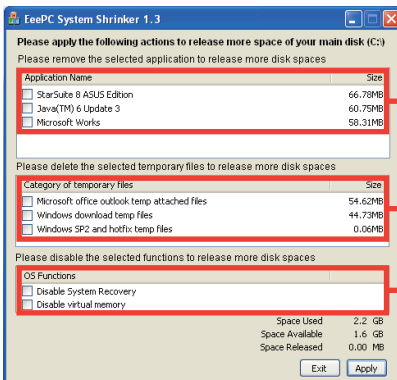 EeePC System Shrinker 1.3
Please apply the following actions to release more space of your main disk (C:\)
Please remove the selected application to release more disk spaces
Application Name Size
StarSuite 8 ASUS Edition 66.78MB
Java(TM) 6 Update 3 60.75MB
Microsoft Works 58.31MB
Please delete the selected temporary files to release more disk spaces
Category of temporary files Size
Microsoft office outlook temp attached files 54.62MB
Windows download temp files 44.73MB
Windows SP2 and hotfix temp files 0.06MB
Please disable the selected functions to release more disk spaces
OS Functions
Disable System Recovery
Disable virtual memory
Space Used 2.2 GB
Space Available 1.6 GB
Space Released 0.00 MB
Exit Apply